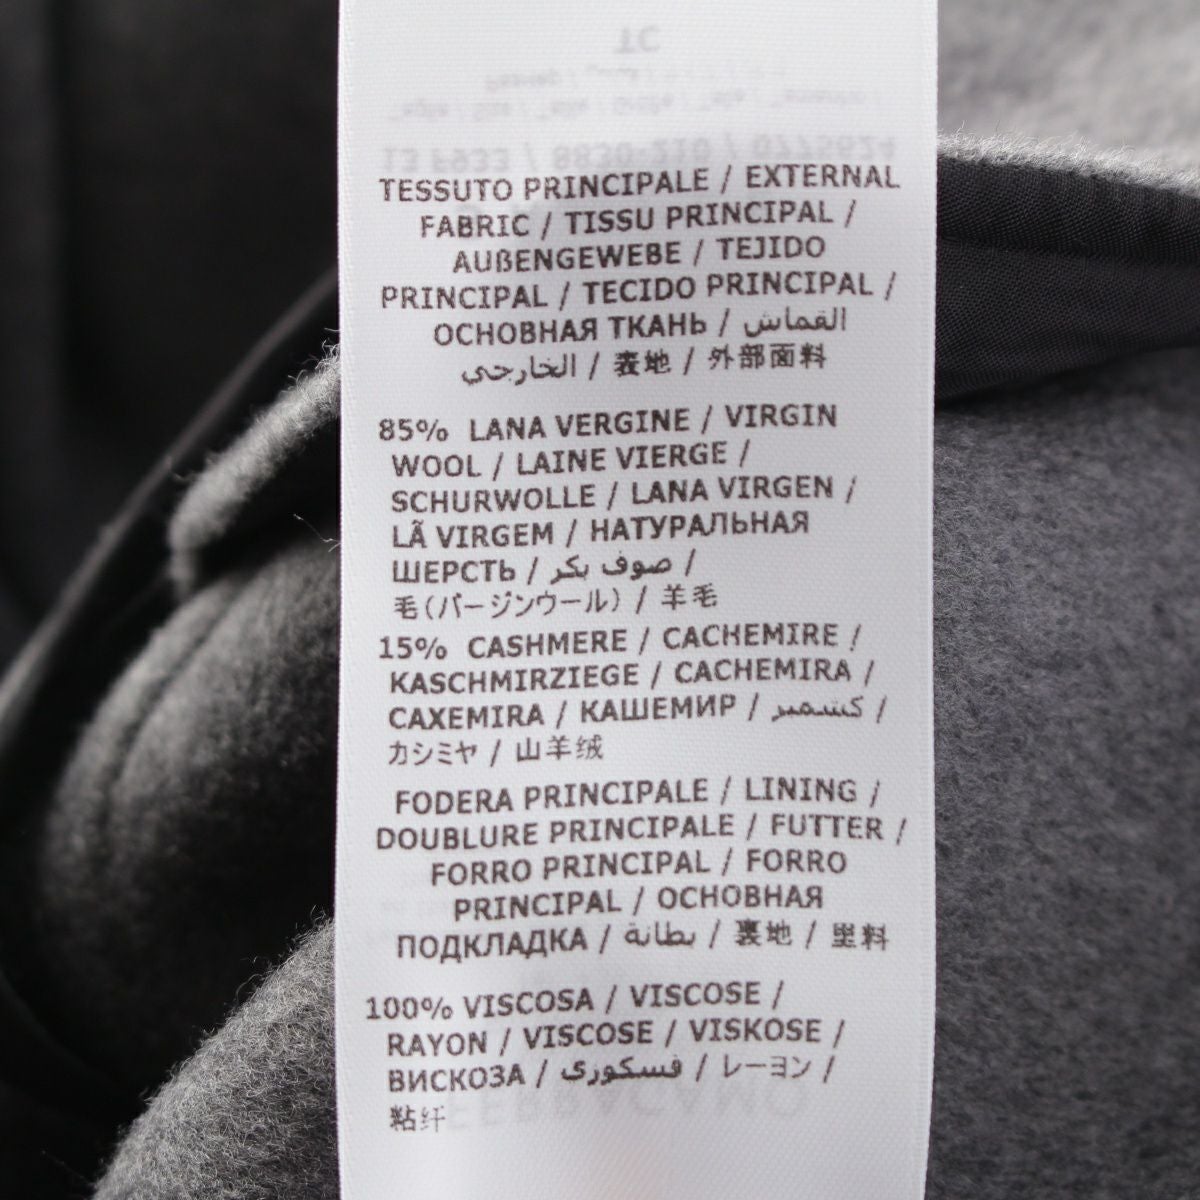 TESSUTO PRINCIPALE / EXTERNAL
FABRIC / TISSU PRINCIPAL /
AUßENGEWEBE / TEJIDO
PRINCIPAL / TECIDO PRINCIPAL /
ОСНОВНАЯ ТКАНЬ / القماش
الخارجي / 表地 / 外部面料
85% LANA VERGINE / VIRGIN
WOOL / LAINE VIERGE /
SCHURWOLLE / LANA VIRGEN /
LÃ VIRGEM / НАТУРАЛЬНАЯ
ШЕРСТЬ / صوف بكر /
毛(バージンウール) / 羊毛
15% CASHMERE / CACHEMIRE /
KASCHMIRZIEGE / CACHEMIRA /
CAXEMIRA / КАШЕМИР / كشمير /
カシミヤ / 山羊绒
FODERA PRINCIPALE / LINING /
DOUBLURE PRINCIPALE / FUTTER /
FORRO PRINCIPAL / FORRO
PRINCIPAL / ОСНОВНАЯ
ПОДКЛАДКА / بطانة / 裏地 / 里料
100% VISCOSA / VISCOSE /
RAYON / VISCOSE / VISKOSE /
ВИСКОЗА / فسكوري / レーヨン /
粘纤